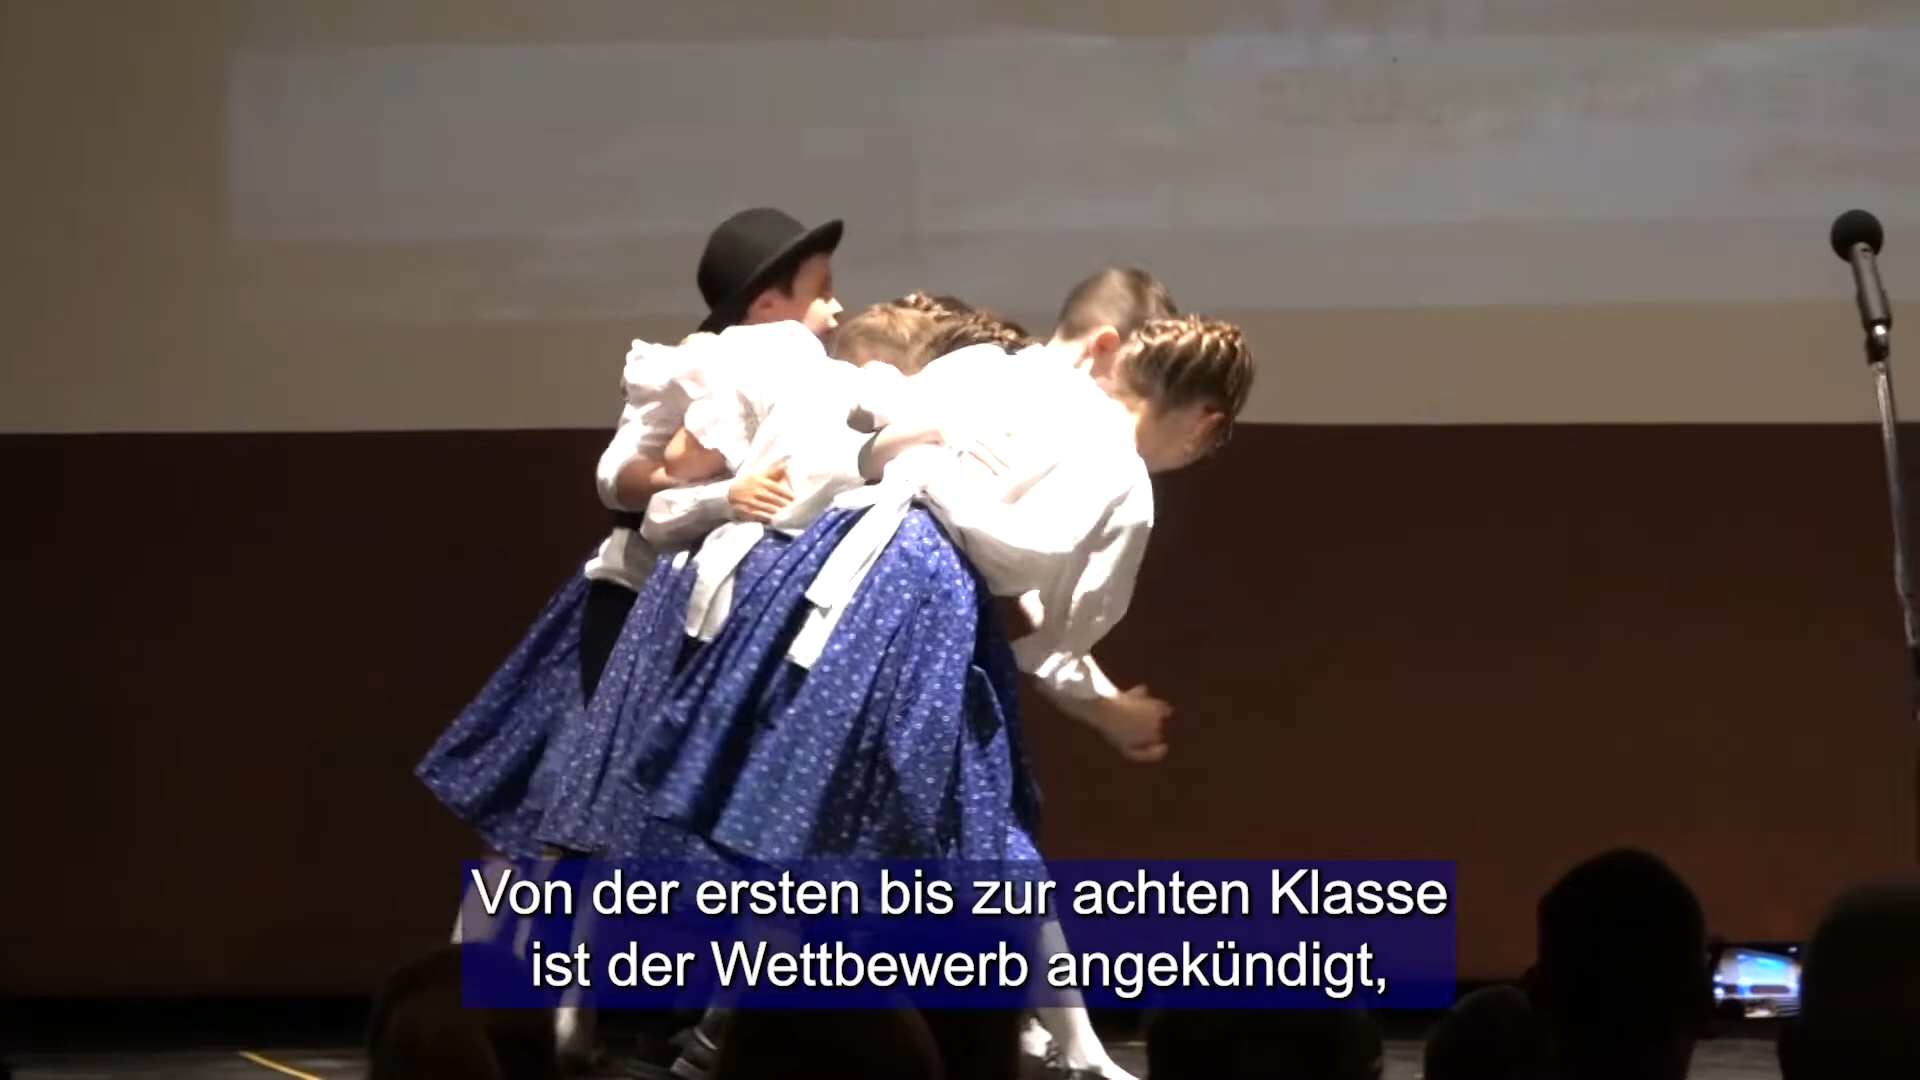 Von der ersten bis zur achten Klasse
ist der Wettbewerb angekündigt,